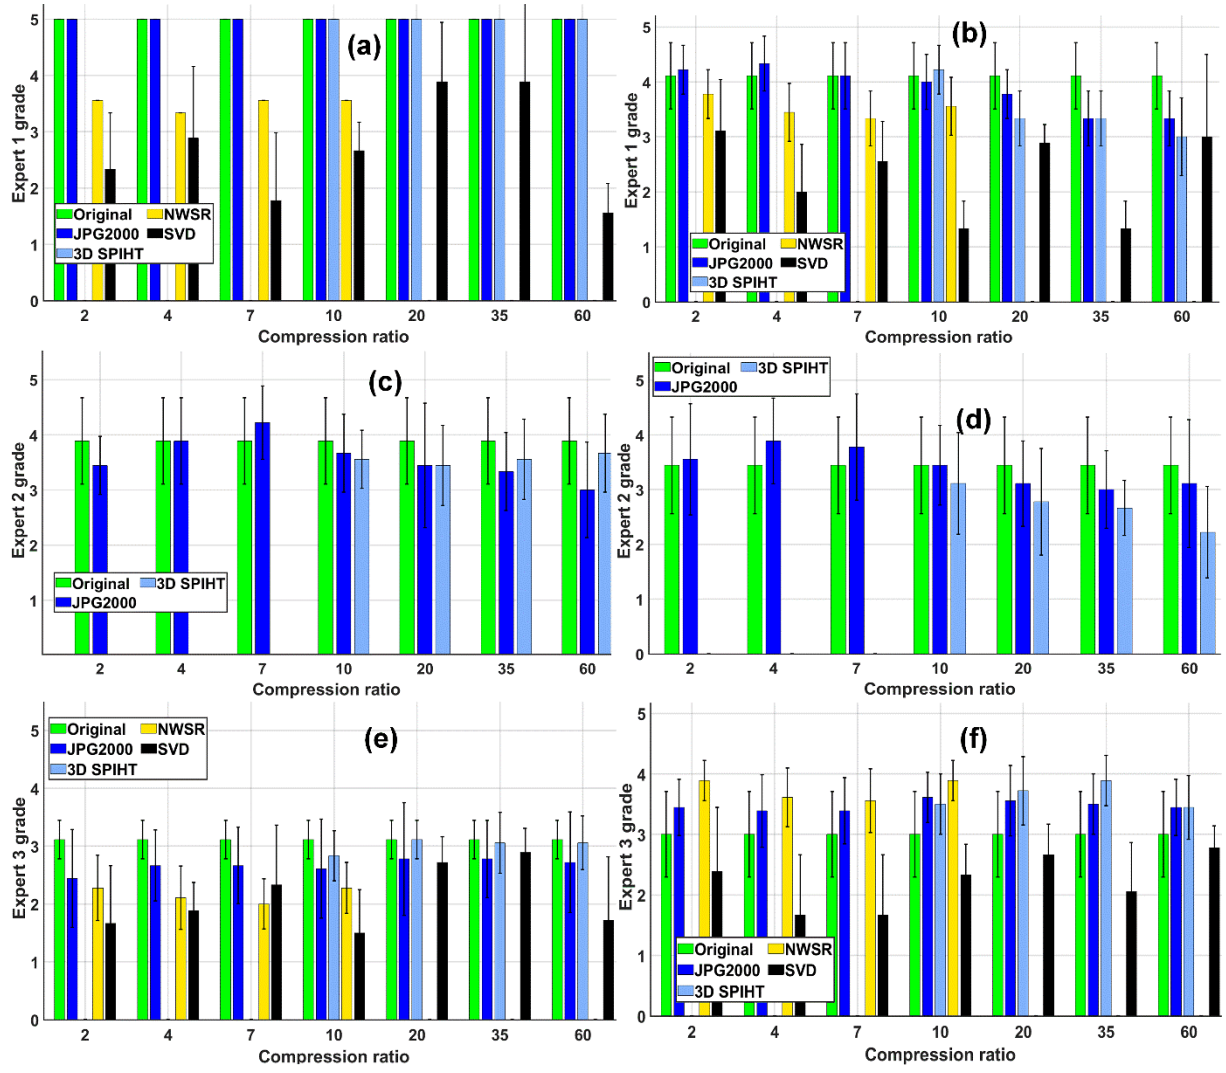 (a)
Expert 1 grade
5
4
3
2
1
0
Original NWSR
JPG2000 SVD
3D SPIHT
2 4 7 10 20 35 60
Compression ratio
(b)
Expert 1 grade
5
4
3
2
1
0
Original NWSR
JPG2000 SVD
3D SPIHT
2 4 7 10 20 35 60
Compression ratio
(c)
Expert 2 grade
5
4
3
2
1
Original 3D SPIHT
JPG2000
2 4 7 10 20 35 60
Compression ratio
(d)
Expert 2 grade
Original 3D SPIHT
JPG2000
5
4
3
2
1
0
2 4 7 10 20 35 60
Compression ratio
(e)
Expert 3 grade
Original NWSR
JPG2000 SVD
3D SPIHT
5
4
3
2
1
0
2 4 7 10 20 35 60
Compression ratio
(f)
Expert 3 grade
5
4
3
2
1
0
Original NWSR
JPG2000 SVD
3D SPIHT
2 4 7 10 20 35 60
Compression ratio